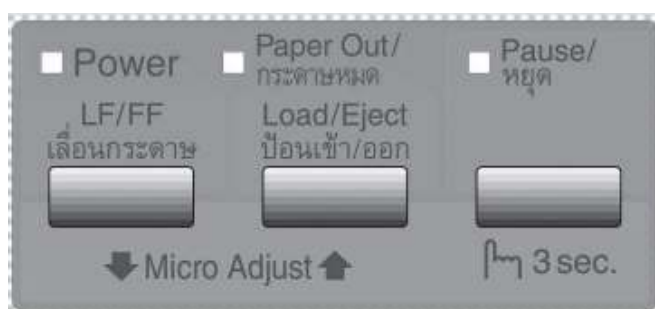 Power
Paper Out/
กระดาษหมด
Pause/
หยุด
LF/FF
เลื่อนกระดาษ
Load/Eject
ป้อนเข้า/ออก
Micro Adjust
3 sec.